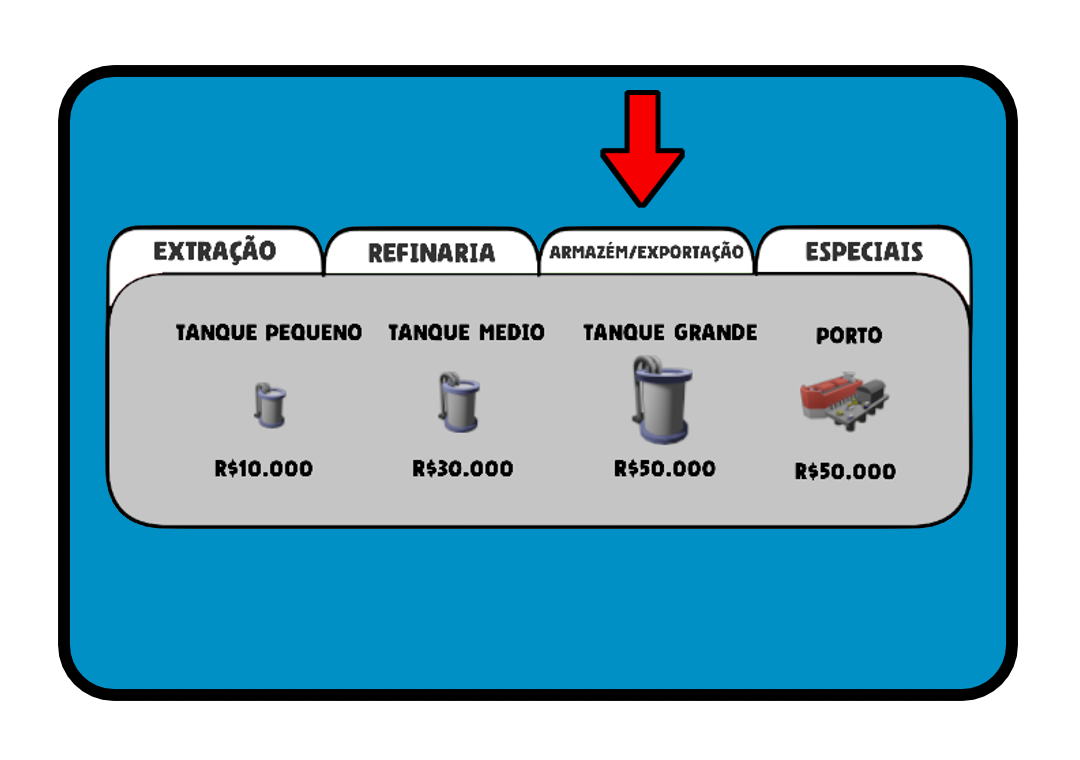 EXTRAÇÃO
REFINARIA
ARMAZÉM/EXPORTAÇÃO
ESPECIAIS
TANQUE PEQUENO
TANQUE MEDIO
TANQUE GRANDE
PORTO
R$10.000
R$30.000
R$50.000
R$50.000